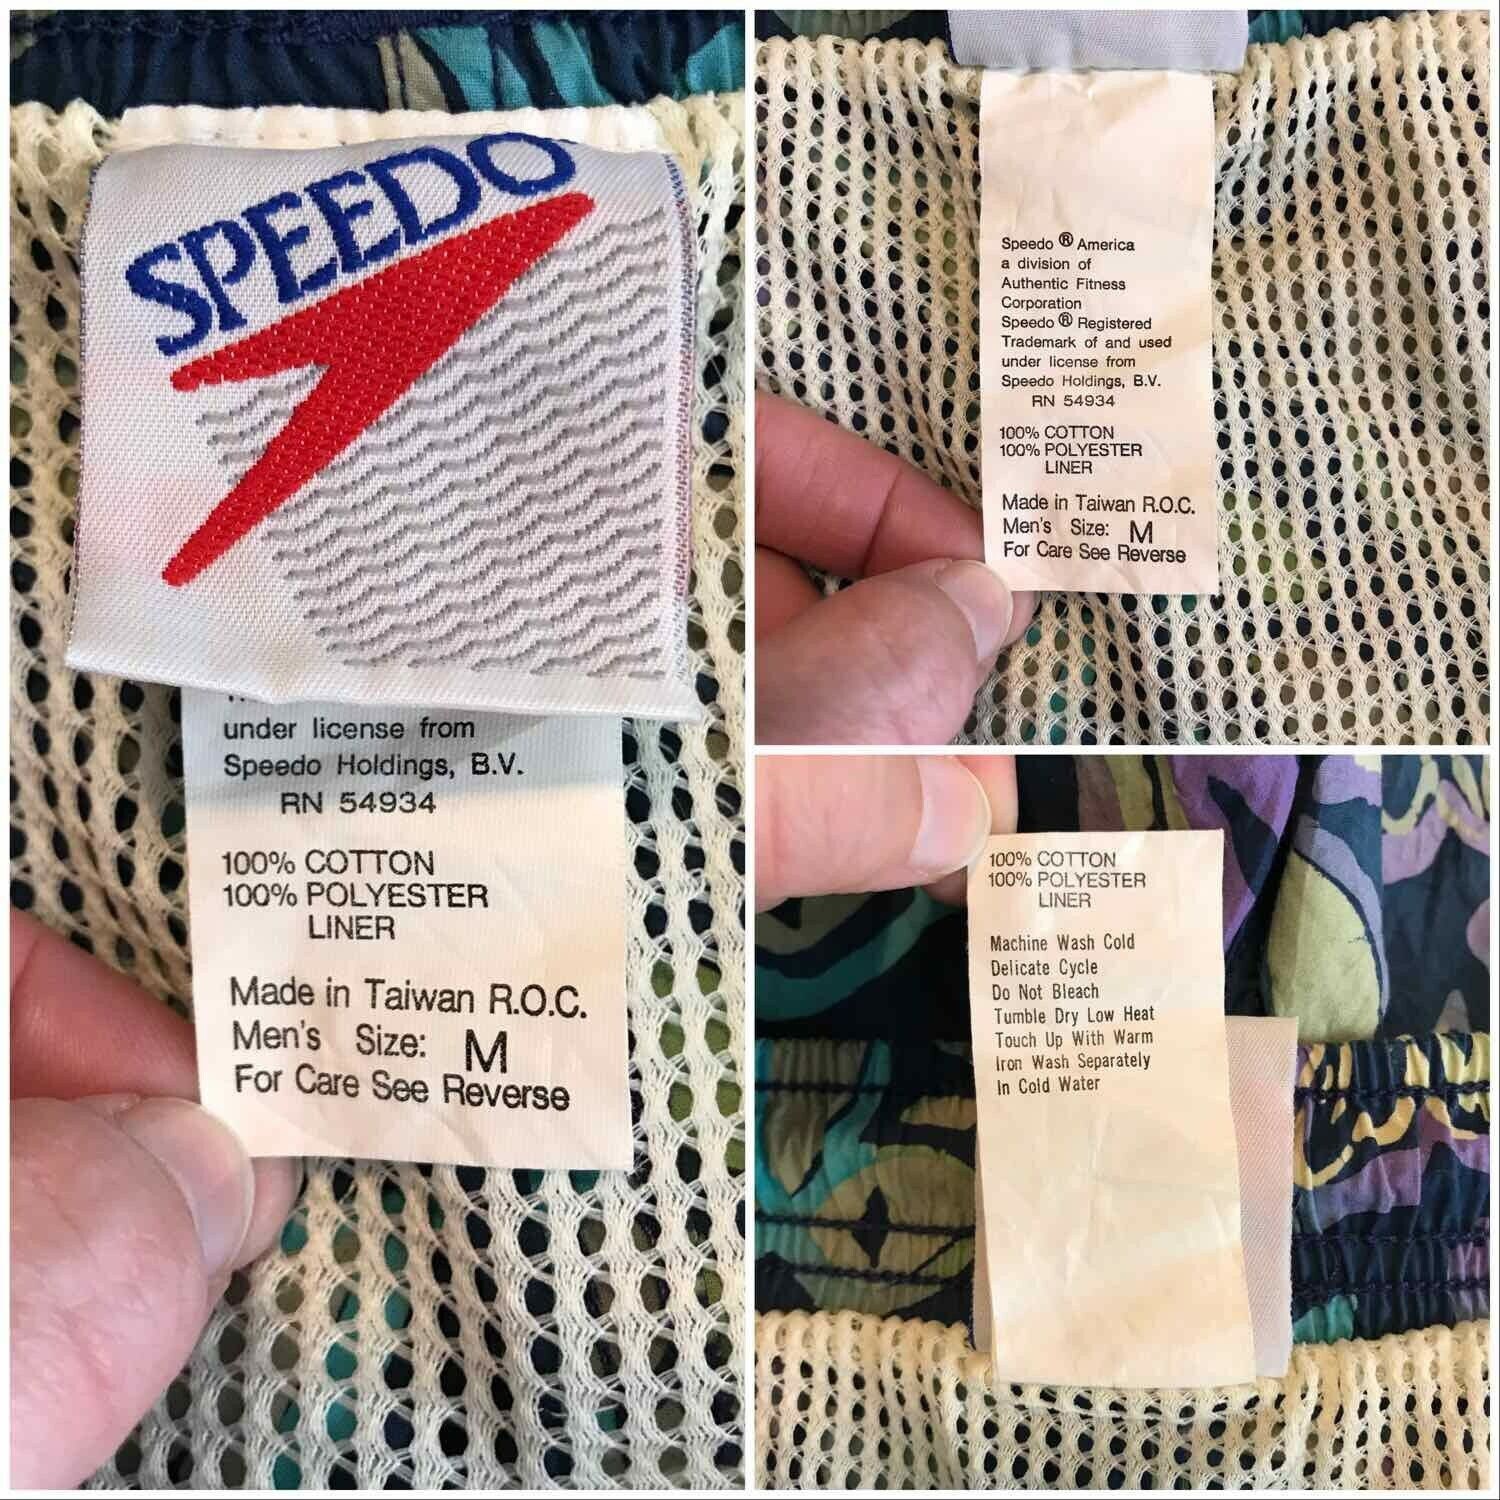 SPEEDO
under license from
Speedo Holdings, B.V.
RN 54934
100% COTTON
100% POLYESTER
LINER
Made in Taiwan R.O.C.
Men's Size: M
For Care See Reverse
Speedo ® America
a division of
Authentic Fitness
Corporation
Speedo ® Registered
Trademark of and used
under license from
Speedo Holdings, B.V.
RN 54934
100% COTTON
100% POLYESTER
LINER
Made in Taiwan R.O.C.
Men's Size: M
For Care See Reverse
100% COTTON
100% POLYESTER
LINER
Machine Wash Cold
Delicate Cycle
Do Not Bleach
Tumble Dry Low Heat
Touch Up With Warm
Iron Wash Separately
In Cold Water